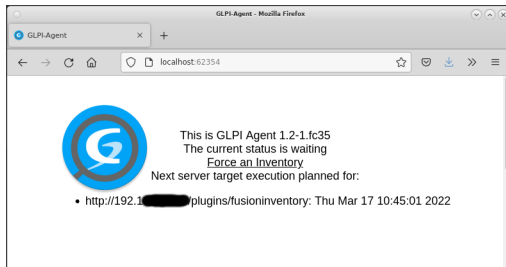 GLPI-Agent - Mozilla Firefox
GLPI-Agent
localhost:62354
This is GLPI Agent 1.2-1.fc35
The current status is waiting
Force an Inventory
Next server target execution planned for:
http://192.1 /plugins/fusioninventory: Thu Mar 17 10:45:01 2022